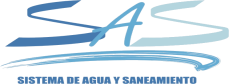 SAS
SISTEMA DE AGUA Y SANEAMIENTO